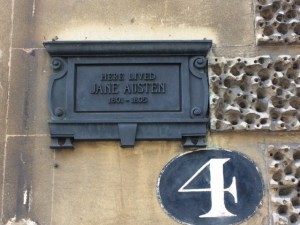 HERE LIVED
JANE AUSTEN
1801 - 1805
4